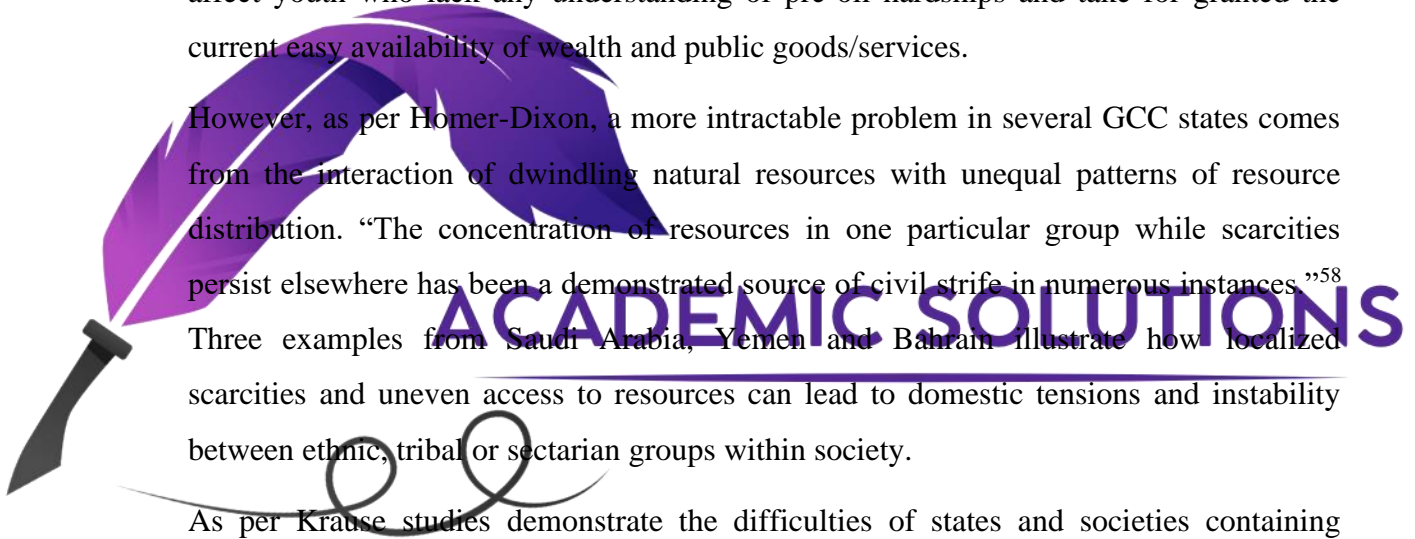 affect youth who lack any understanding of pre-oil hardships and take for granted the
current easy availability of wealth and public goods/services.
However, as per Homer-Dixon, a more intractable problem in several GCC states comes
from the interaction of dwindling natural resources with unequal patterns of resource
distribution. “The concentration of resources in one particular group while scarcities
persist elsewhere has been a demonstrated source of civil strife in numerous instances.”58
ACADEMIC SOLUTIONS
Three examples from Saudi Arabia, Yemen and Bahrain illustrate how localized
scarcities and uneven access to resources can lead to domestic tensions and instability
between ethnic, tribal or sectarian groups within society.
As per Krause studies demonstrate the difficulties of states and societies containing